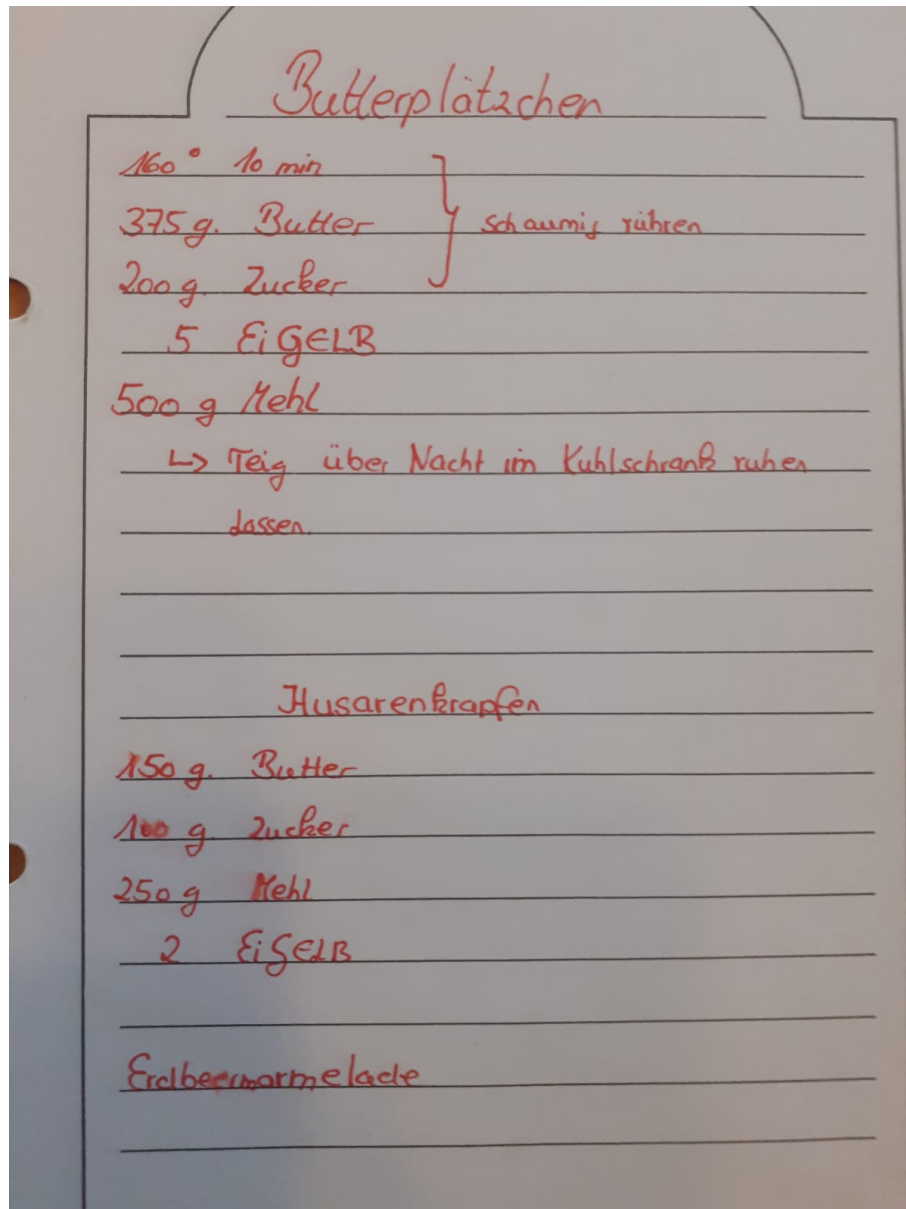 Butterplätzchen
160° 10 min
375 g. Butter schaumig rühren
200 g. Zucker
5 EiGELB
500 g Mehl
↳ Teig über Nacht im Kuhlschrank ruhen
lassen.
Husarenkrapfen
150 g. Butter
100 g. Zucker
250 g Mehl
2 EiGELB
Erdbeermarmelade